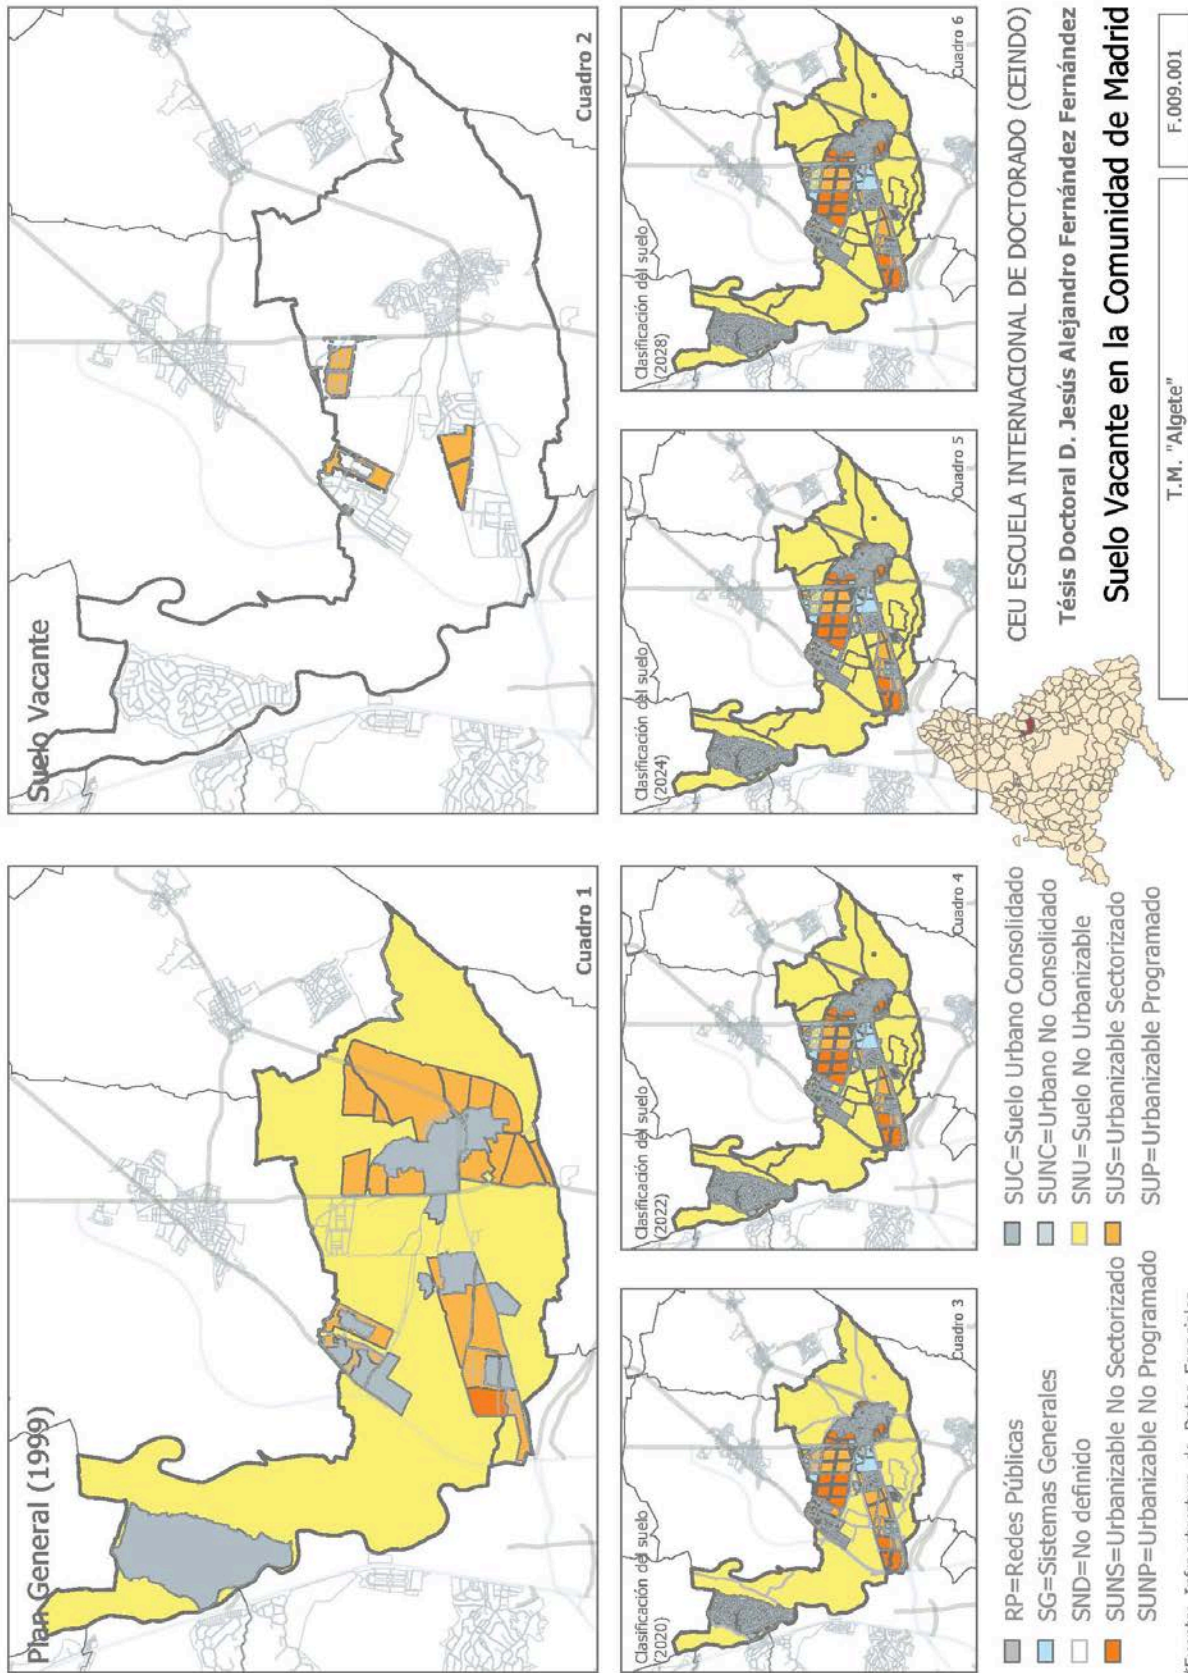 Plan General (1999)
Cuadro 1
Suelo Vacante
Cuadro 2
Clasificación del suelo
(2020)
Cuadro 3
Clasificación del suelo
(2022)
Cuadro 4
Clasificación del suelo
(2024)
Cuadro 5
Clasificación del suelo
(2028)
Cuadro 6
RP=Redes Públicas
SG=Sistemas Generales
SND=No definido
SUNS=Urbanizable No Sectorizado
SUNP=Urbanizable No Programado
SUC=Suelo Urbano Consolidado
SUNC=Urbano No Consolidado
SNU=Suelo No Urbanizable
SUS=Urbanizable Sectorizado
SUP=Urbanizable Programado
CEU ESCUELA INTERNACIONAL DE DOCTORADO (CEINDO)
Tésis Doctoral D. Jesús Alejandro Fernández Fernández
Suelo Vacante en la Comunidad de Madrid
T.M. "Algete"
F.009.001